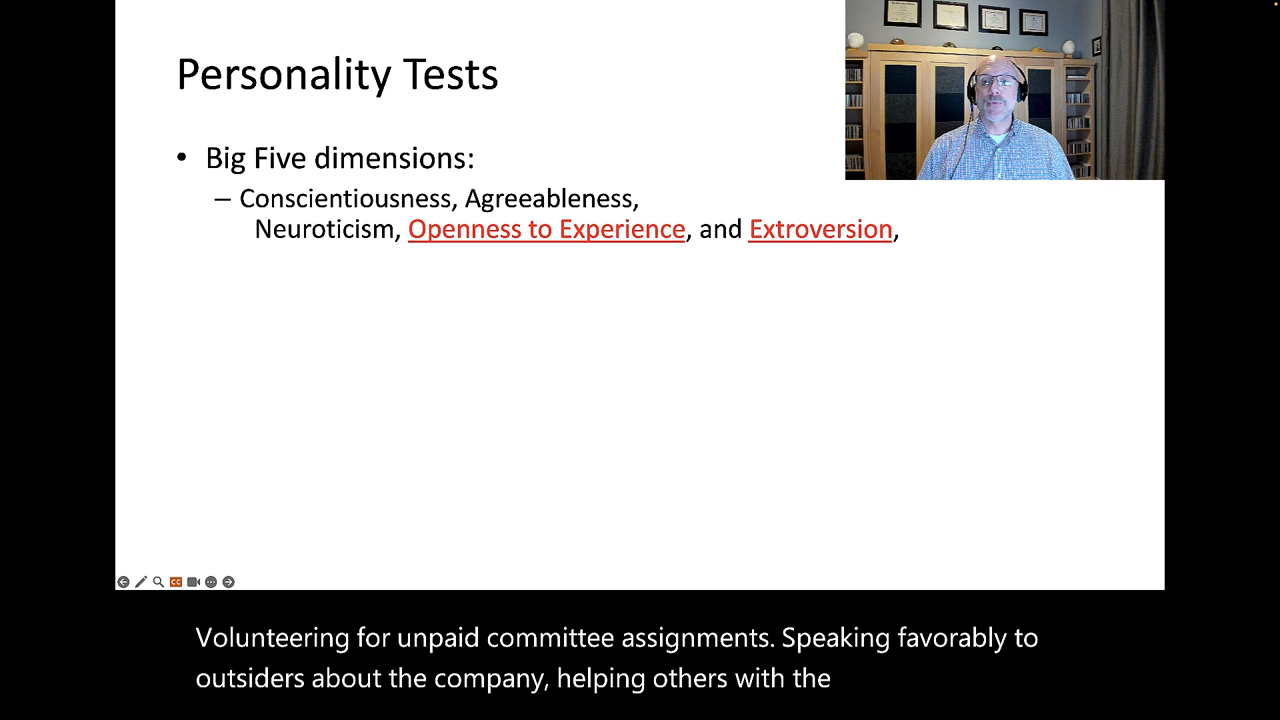 Personality Tests
• Big Five dimensions:
– Conscientiousness, Agreeableness,
Neuroticism, Openness to Experience, and Extroversion,
CC
Volunteering for unpaid committee assignments. Speaking favorably to
outsiders about the company, helping others with the